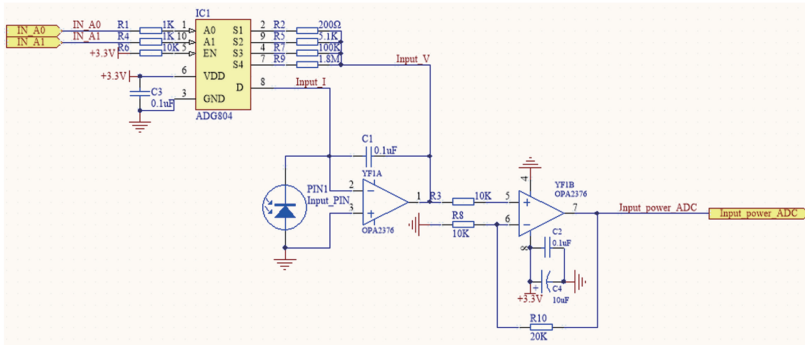 IC1
IN_A0 IN_A0 R1 1K 1 A0 S1 2 R2 200Ω
IN_A1 IN_A1 R4 1K 10 A1 S2 9 R5 5.1K
+3.3V R6 10K 5 EN S3 4 R7 100K
S4 7 R9 1.8M Input_V
+3.3V 6 VDD
D 8 Input_I
C3
0.1uF 3 GND
ADG804
C1
0.1uF
YF1A
PIN1 2 1 R3 10K 5 4 YF1B
Input_PIN 3 OPA2376
OPA2376 R8 6 7 Input_power_ADC Input_power_ADC
10K
8 C2
0.1uF
+ C4
+3.3V 10uF
R10
20K